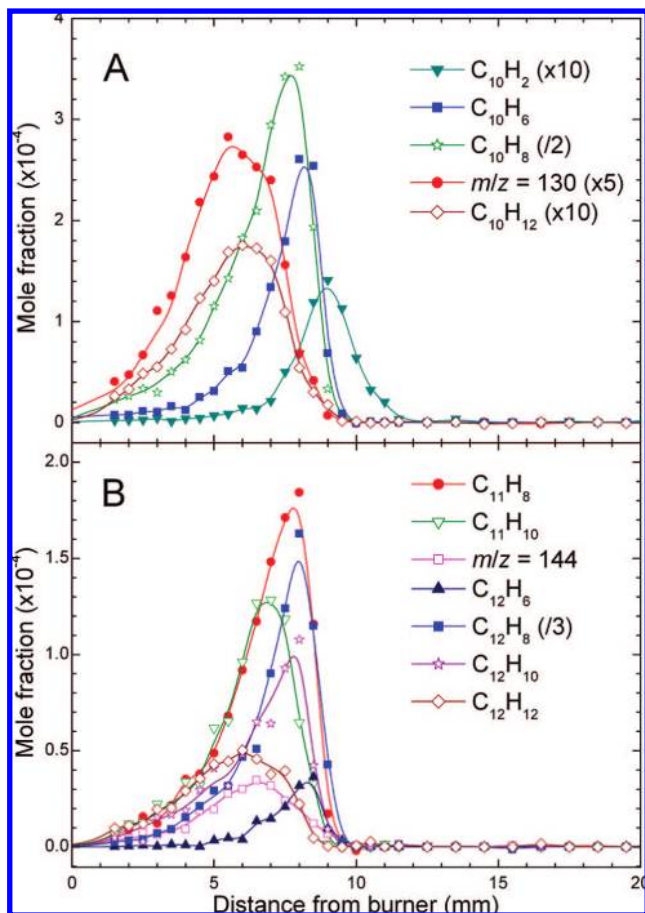 4
3
2
1
0
Mole fraction (x10⁻⁴)
A
C₁₀H₂ (x10)
C₁₀H₆
C₁₀H₈ (/2)
m/z = 130 (x5)
C₁₀H₁₂ (x10)
2.0
1.5
1.0
0.5
0.0
Mole fraction (x10⁻⁴)
B
C₁₁H₈
C₁₁H₁₀
m/z = 144
C₁₂H₆
C₁₂H₈ (/3)
C₁₂H₁₀
C₁₂H₁₂
0 5 10 15 20
Distance from burner (mm)